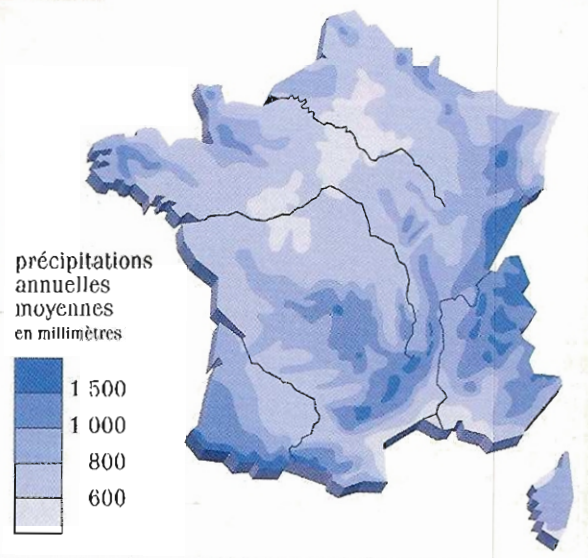 précipitations
annuelles
moyennes
en millimètres
1 500
1 000
800
600